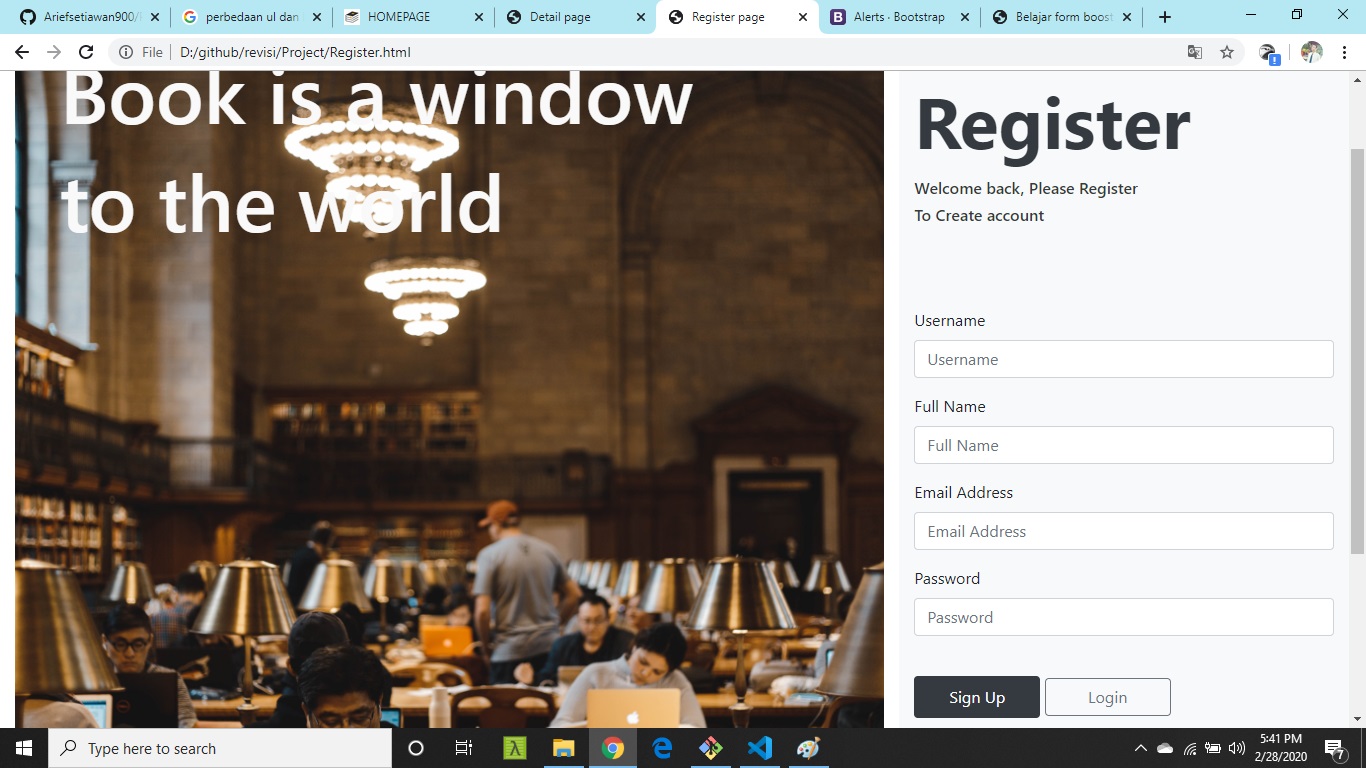 Ariefsetiawan900/
perbedaan ul dan
HOMEPAGE
Detail page
Register page
Alerts · Bootstrap
Belajar form boost
File
D:/github/revisi/Project/Register.html
Book is a window
to the world
Register
Welcome back, Please Register
To Create account
Username
Username
Full Name
Full Name
Email Address
Email Address
Password
Password
Sign Up
Login
Type here to search
5:41 PM
2/28/2020
7